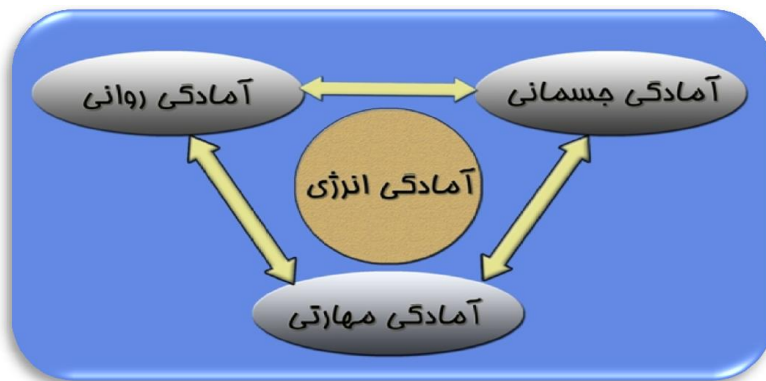 آمادگی جسمانی
آمادگی روانی
آمادگی انرژی
آمادگی مهارتی